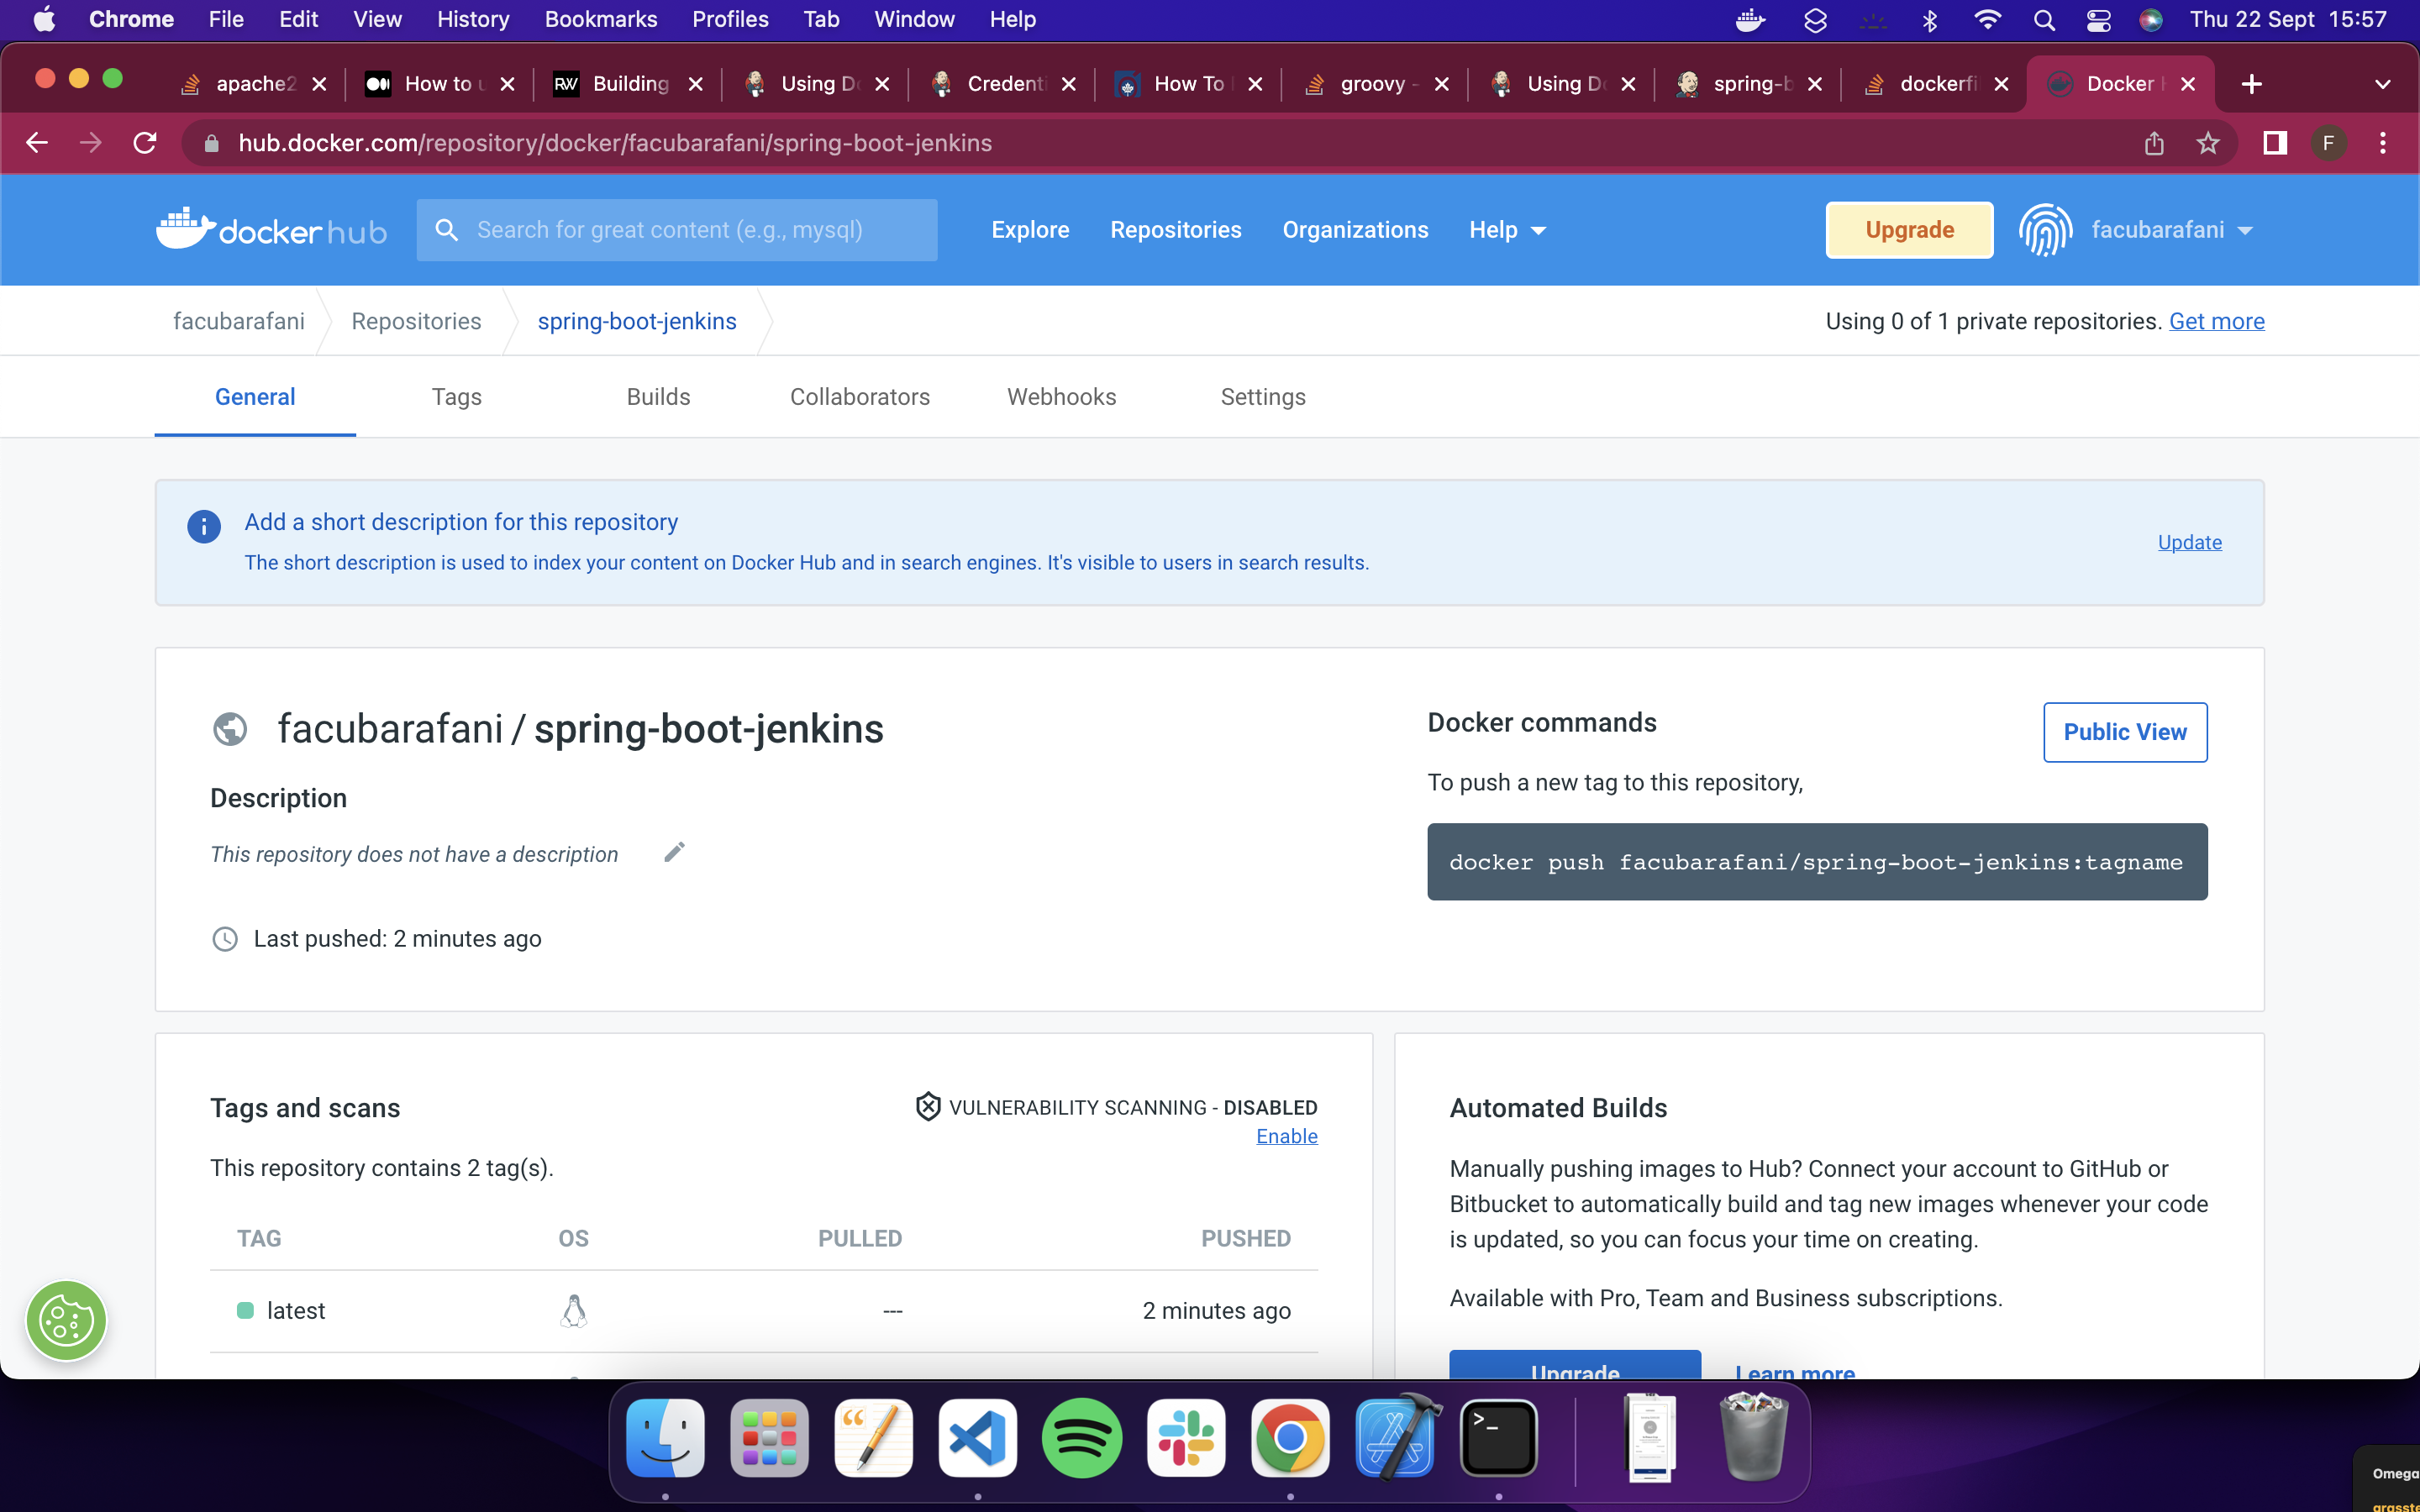 Chrome File Edit View History Bookmarks Profiles Tab Window Help Thu 22 Sept 15:57
apache2 How to u Building Using Do Credenti How To groovy - Using Do spring-b dockerfi Docker
hub.docker.com/repository/docker/facubarafani/spring-boot-jenkins F
docker hub Search for great content (e.g., mysql) Explore Repositories Organizations Help Upgrade facubarafani
facubarafani Repositories spring-boot-jenkins Using 0 of 1 private repositories. Get more
General Tags Builds Collaborators Webhooks Settings
Add a short description for this repository
The short description is used to index your content on Docker Hub and in search engines. It's visible to users in search results.
Update
facubarafani / spring-boot-jenkins
Description
This repository does not have a description
Last pushed: 2 minutes ago
Docker commands
Public View
To push a new tag to this repository,
docker push facubarafani/spring-boot-jenkins:tagname
Tags and scans
VULNERABILITY SCANNING - DISABLED
Enable
This repository contains 2 tag(s).
TAG OS PULLED PUSHED
latest --- 2 minutes ago
Automated Builds
Manually pushing images to Hub? Connect your account to GitHub or
Bitbucket to automatically build and tag new images whenever your code
is updated, so you can focus your time on creating.
Available with Pro, Team and Business subscriptions.
Upgrade Learn more
Omega